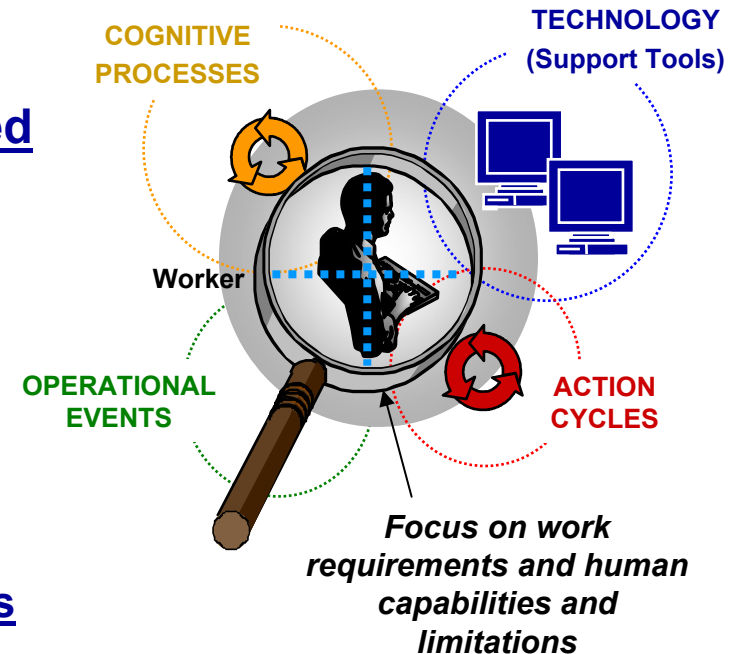 COGNITIVE
PROCESSES
TECHNOLOGY
(Support Tools)
Worker
OPERATIONAL
EVENTS
ACTION
CYCLES
Focus on work
requirements and human
capabilities and
limitations